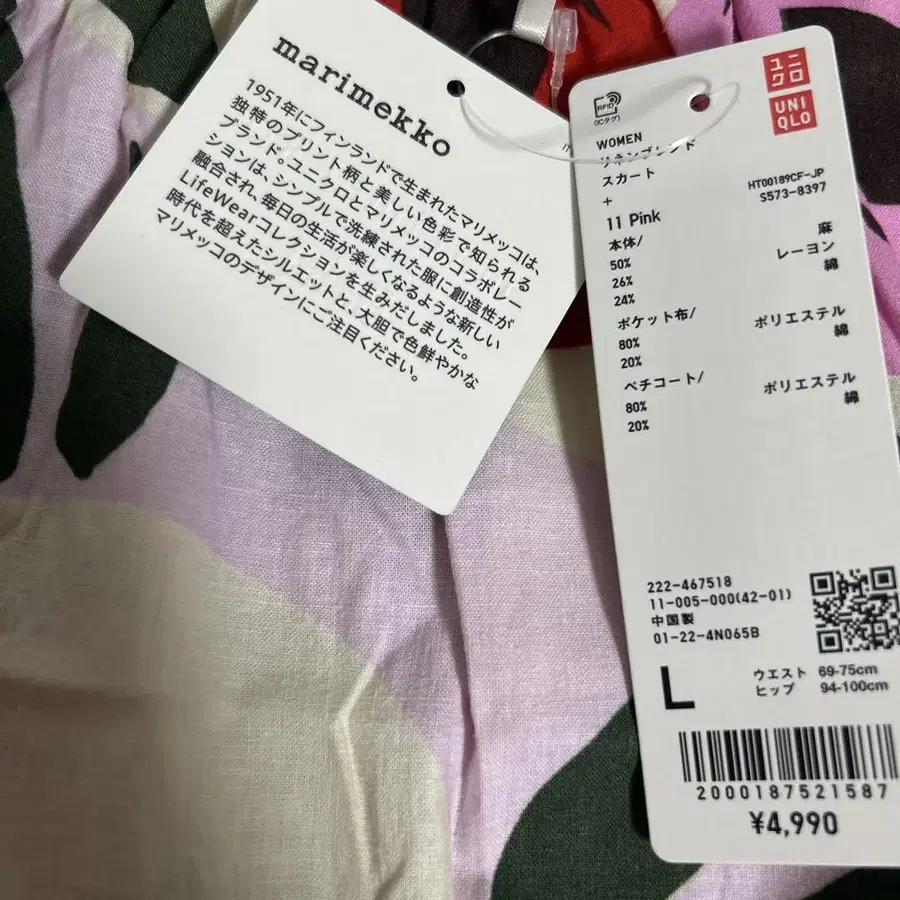 marimekko
1951年にフィンランドで生まれたマリメッコは、
独特のプリント柄と美しい色彩で知られる
ブランド。ユニクロとマリメッコのコラボレー
ションは、シンプルで洗練された服に創造性が
融合され、毎日の生活が楽しくなるような新しい
LifeWearコレクションを生みだしました。
時代を超えたシルエットと、大胆で色鮮やかな
マリメッコのデザインにご注目ください。
ユニ
クロ
UNI
QLO
RFID
(ICタグ)
WOMEN
リネンブレンド
スカート
+
HT00189CF-JP
S573-8397
11 Pink
本体/
50% 麻
26% レーヨン
24% 綿
ポケット布/
80% ポリエステル
20% 綿
ペチコート/
80% ポリエステル
20% 綿
222-467518
11-005-000(42-01)
中国製
01-22-4N065B
L
ウエスト 69-75cm
ヒップ 94-100cm
2000187521587
¥4,990